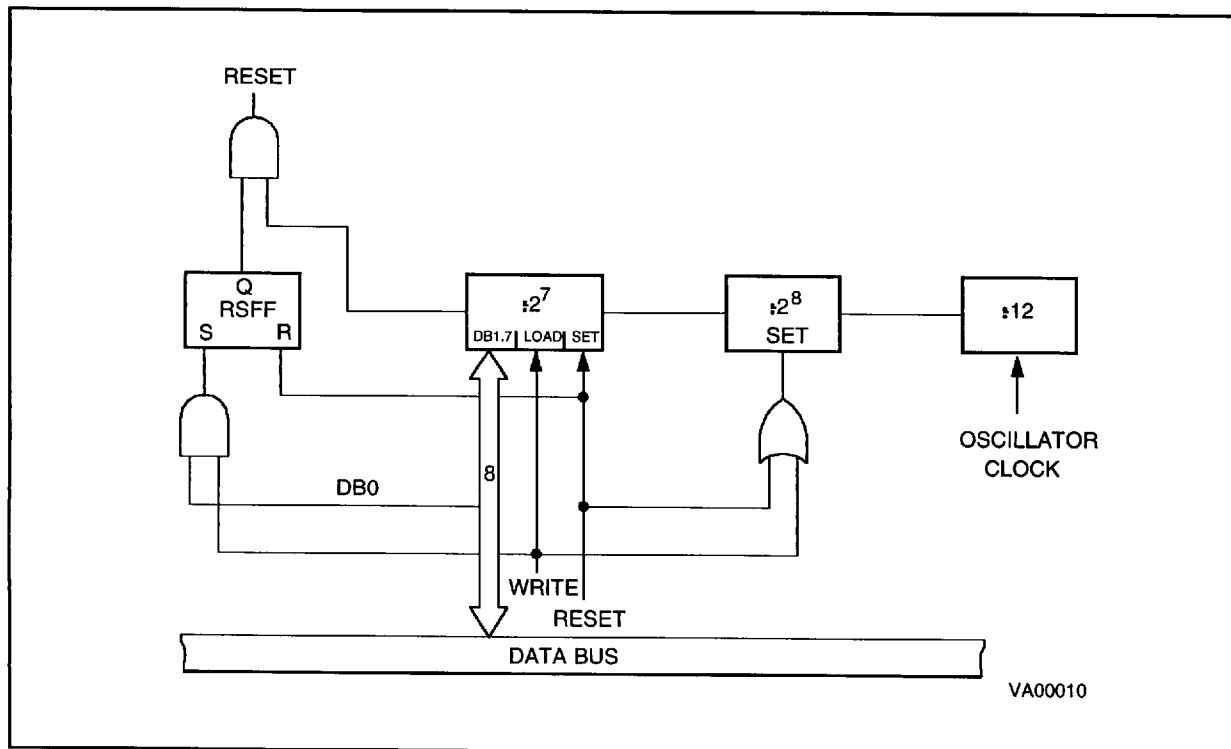 RESET
Q
RSFF
S R
:2⁷
DB1.7 LOAD SET
:2⁸
SET
:12
OSCILLATOR
CLOCK
8
DB0
WRITE
RESET
DATA BUS
VA00010